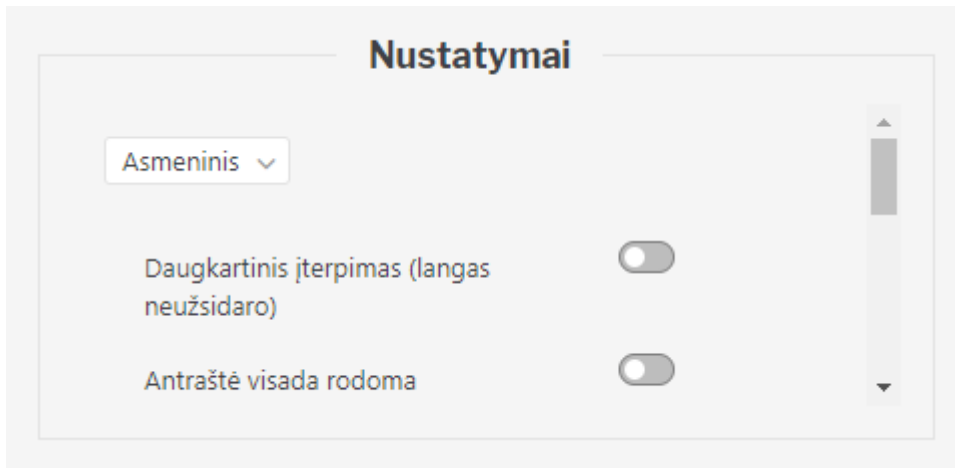 Nustatymai
Asmeninis
Daugkartinis įterpimas (langas
neužsidaro)
Antraštė visada rodoma